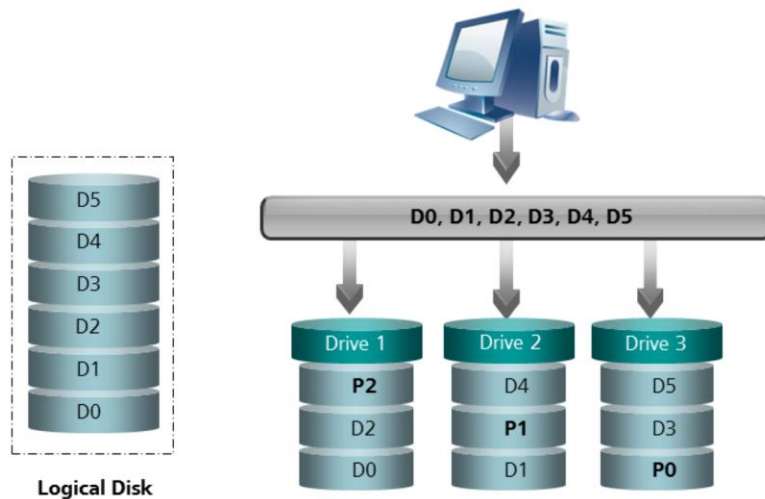 D0, D1, D2, D3, D4, D5
D5
D4
D3
D2
D1
D0
Logical Disk
Drive 1
P2
D2
D0
Drive 2
D4
P1
D1
Drive 3
D5
D3
P0